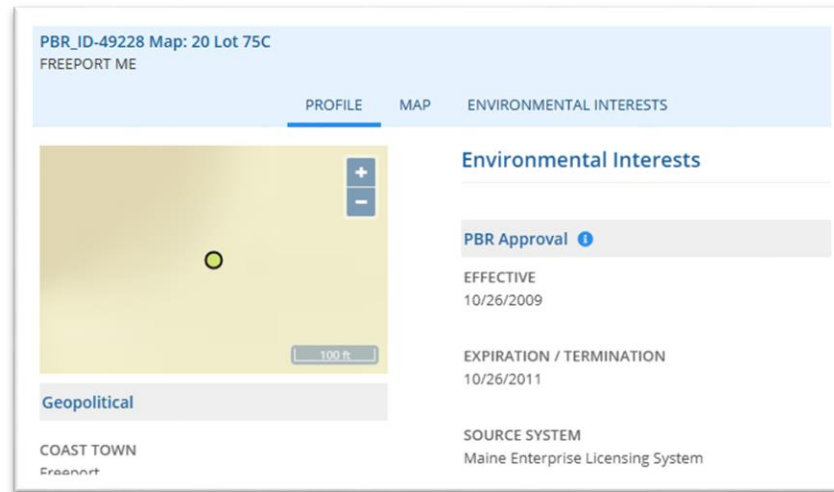 PBR_ID-49228 Map: 20 Lot 75C
FREEPORT ME
PROFILE MAP ENVIRONMENTAL INTERESTS
+
−
100 ft
Geopolitical
COAST TOWN
Freeport
Environmental Interests
PBR Approval
EFFECTIVE
10/26/2009
EXPIRATION / TERMINATION
10/26/2011
SOURCE SYSTEM
Maine Enterprise Licensing System